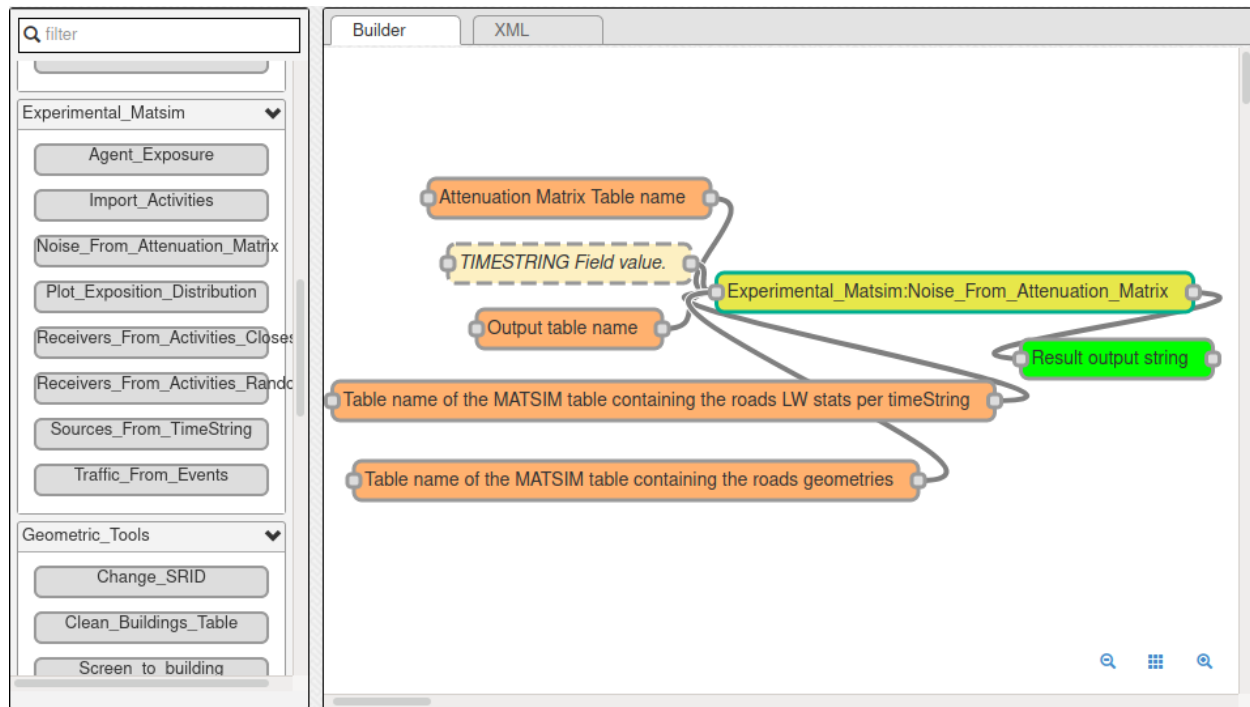 filter
Experimental_Matsim
Agent_Exposure
Import_Activities
Noise_From_Attenuation_Matrix
Plot_Exposition_Distribution
Receivers_From_Activities_Closes
Receivers_From_Activities_Rando
Sources_From_TimeString
Traffic_From_Events
Geometric_Tools
Change_SRID
Clean_Buildings_Table
Screen_to_building
Builder
XML
Attenuation Matrix Table name
TIMESTRING Field value.
Experimental_Matsim:Noise_From_Attenuation_Matrix
Output table name
Result output string
Table name of the MATSIM table containing the roads LW stats per timeString
Table name of the MATSIM table containing the roads geometries